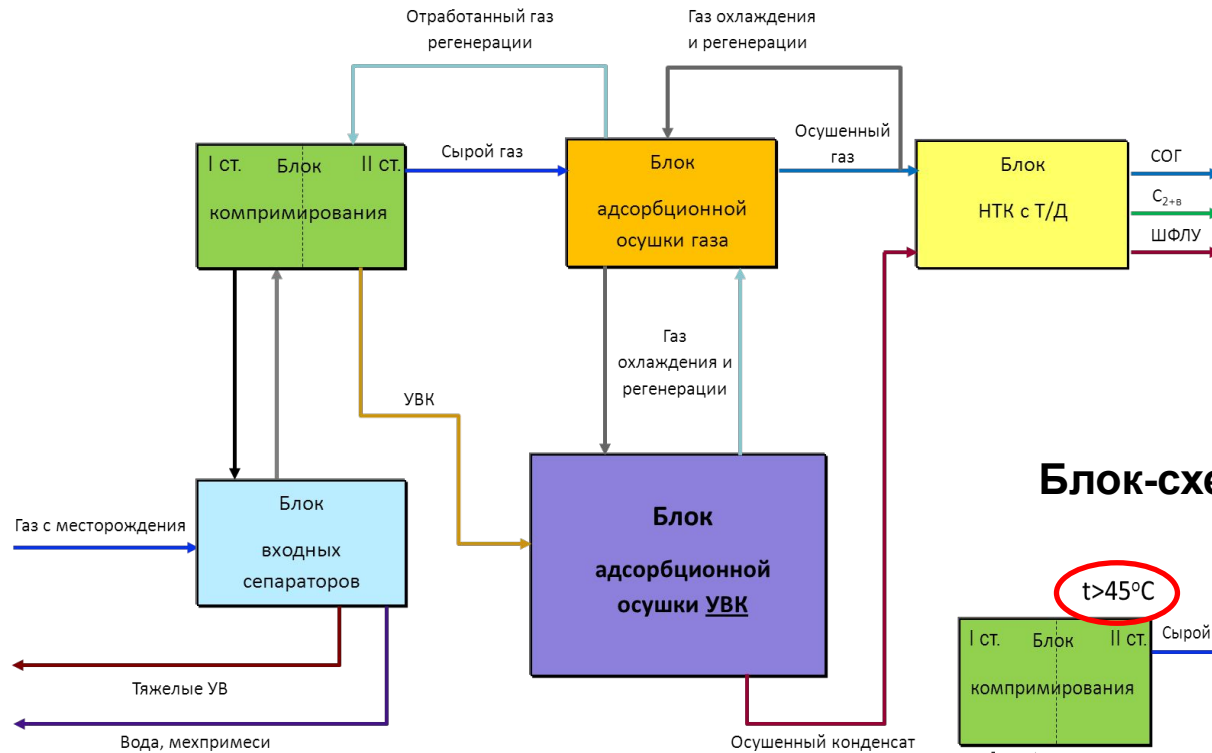 Отработанный газ
регенерации
Газ охлаждения
и регенерации
I ст. Блок II ст.
компримирования
Сырой газ
Блок
адсорбционной
осушки газа
Осушенный
газ
Блок
НТК с Т/Д
СОГ
C2+в
ШФЛУ
Газ
охлаждения и
регенерации
УВК
Газ с месторождения
Блок
входных
сепараторов
Блок
адсорбционной
осушки УВК
Тяжелые УВ
Вода, мехпримеси
Осушенный конденсат
Блок-схе
t>45°C
I ст. Блок II ст.
компримирования
Сырой